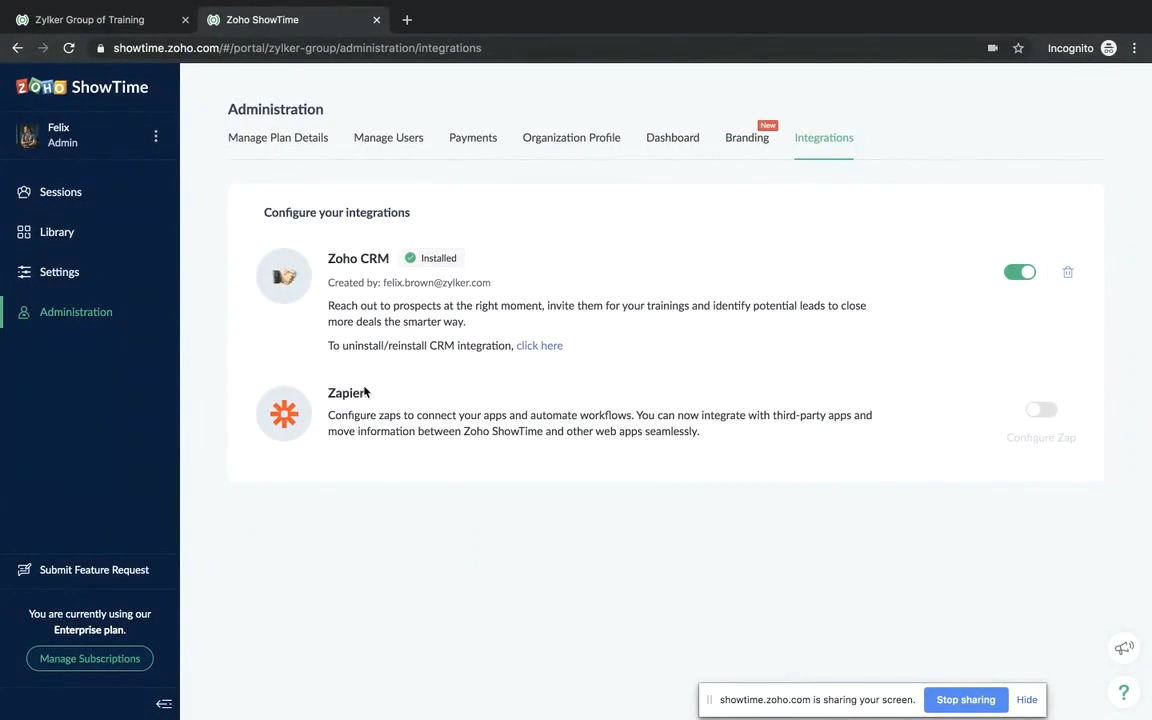 Zylker Group of Training
Zoho ShowTime
showtime.zoho.com/#/portal/zylker-group/administration/integrations
Incognito
ZOHO ShowTime
Felix
Admin
Sessions
Library
Settings
Administration
Submit Feature Request
You are currently using our
Enterprise plan.
Manage Subscriptions
Administration
Manage Plan Details
Manage Users
Payments
Organization Profile
Dashboard
Branding
New
Integrations
Configure your integrations
Zoho CRM
Installed
Created by: felix.brown@zylker.com
Reach out to prospects at the right moment, invite them for your trainings and identify potential leads to close
more deals the smarter way.
To uninstall/reinstall CRM integration, click here
Zapier
Configure zaps to connect your apps and automate workflows. You can now integrate with third-party apps and
move information between Zoho ShowTime and other web apps seamlessly.
Configure Zap
showtime.zoho.com is sharing your screen.
Stop sharing
Hide
?